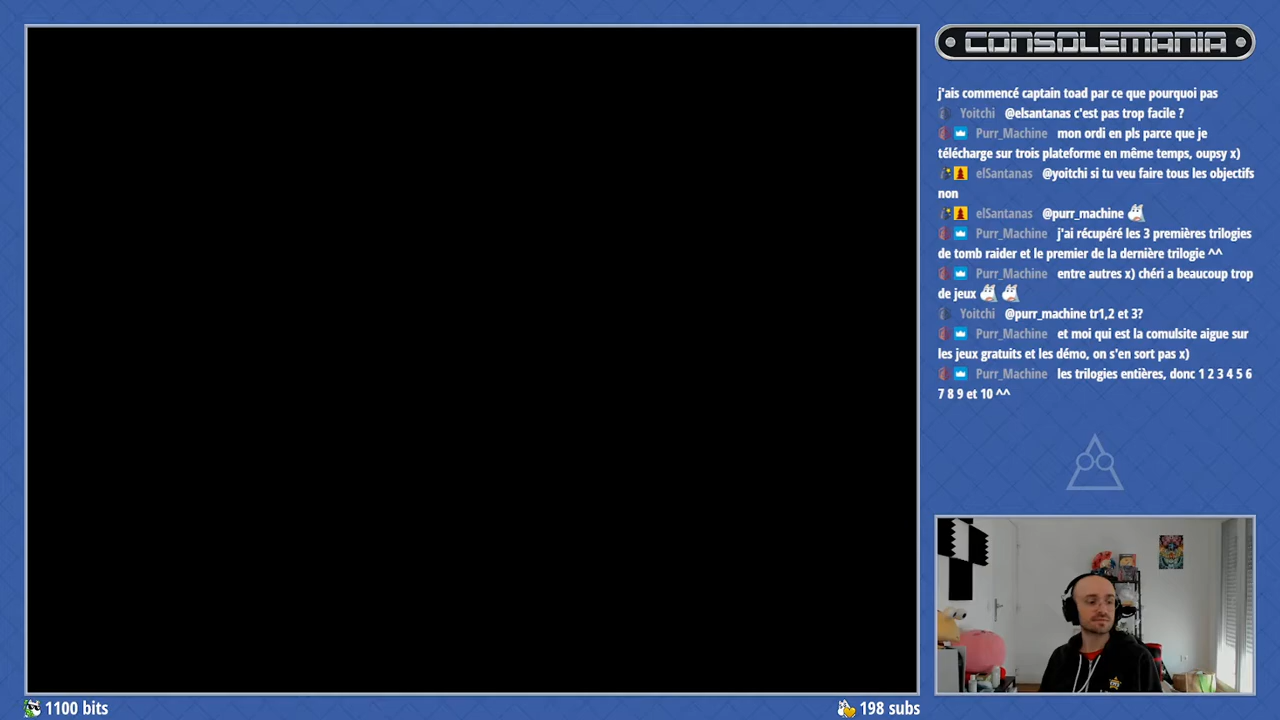 CONSOLEMANIA
j'ais commencé captain toad par ce que pourquoi pas
Yoitchi @elsantanas c'est pas trop facile ?
Purr_Machine mon ordi en pls parce que je
télécharge sur trois plateforme en même temps, oupsy x)
elSantanas @yoitchi si tu veu faire tous les objectifs
non
elSantanas @purr_machine
Purr_Machine j'ai récupéré les 3 premières trilogies
de tomb raider et le premier de la dernière trilogie ^^
Purr_Machine entre autres x) chéri a beaucoup trop
de jeux
Yoitchi @purr_machine tr1,2 et 3?
Purr_Machine et moi qui est la comulsite aigue sur
les jeux gratuits et les démo, on s'en sort pas x)
Purr_Machine les trilogies entières, donc 1 2 3 4 5 6
7 8 9 et 10 ^^
1100 bits
198 subs